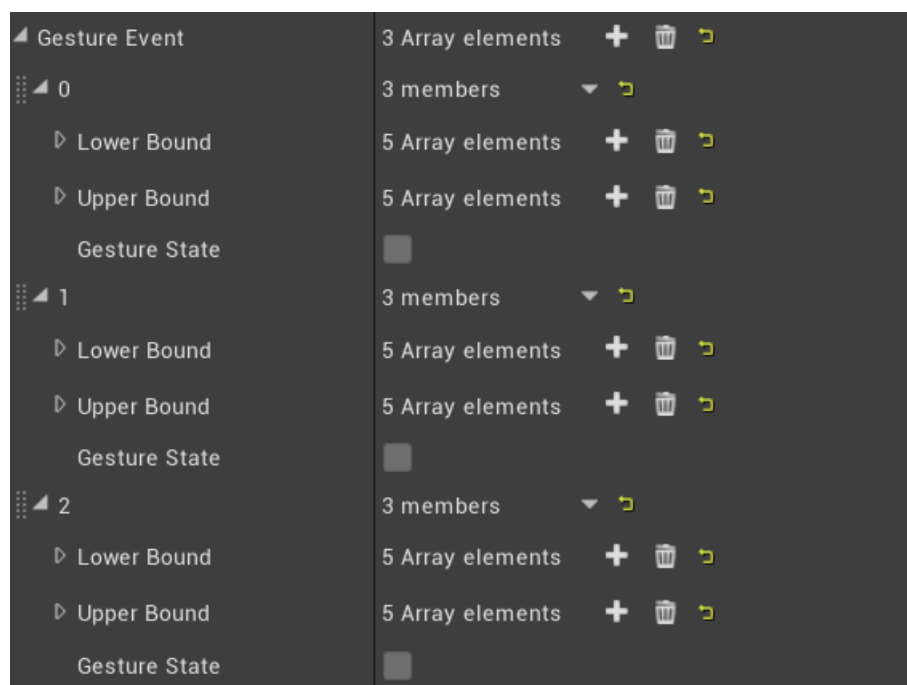 Gesture Event 3 Array elements
0 3 members
Lower Bound 5 Array elements
Upper Bound 5 Array elements
Gesture State
1 3 members
Lower Bound 5 Array elements
Upper Bound 5 Array elements
Gesture State
2 3 members
Lower Bound 5 Array elements
Upper Bound 5 Array elements
Gesture State